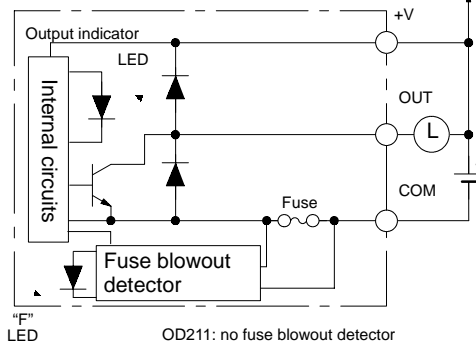 +V
Output indicator
LED
Internal circuits
OUT
L
COM
Fuse
Fuse blowout
detector
"F"
LED
OD211: no fuse blowout detector